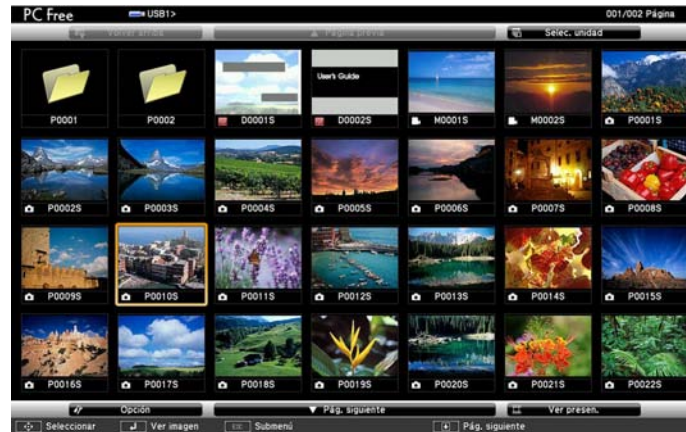 PC Free USB1> 001/002 Página
Volver arriba Página previa Selec. unidad
User's Guide
P0001 P0002 D0001S D0002S M0001S M0002S P0001S
P0002S P0003S P0004S P0005S P0006S P0007S P0008S
P0009S P0010S P0011S P0012S P0013S P0014S P0015S
P0016S P0017S P0018S P0019S P0020S P0021S P0022S
Opción Pág. siguiente Ver presen.
Seleccionar Ver imagen Esc Submenú Pág. siguiente